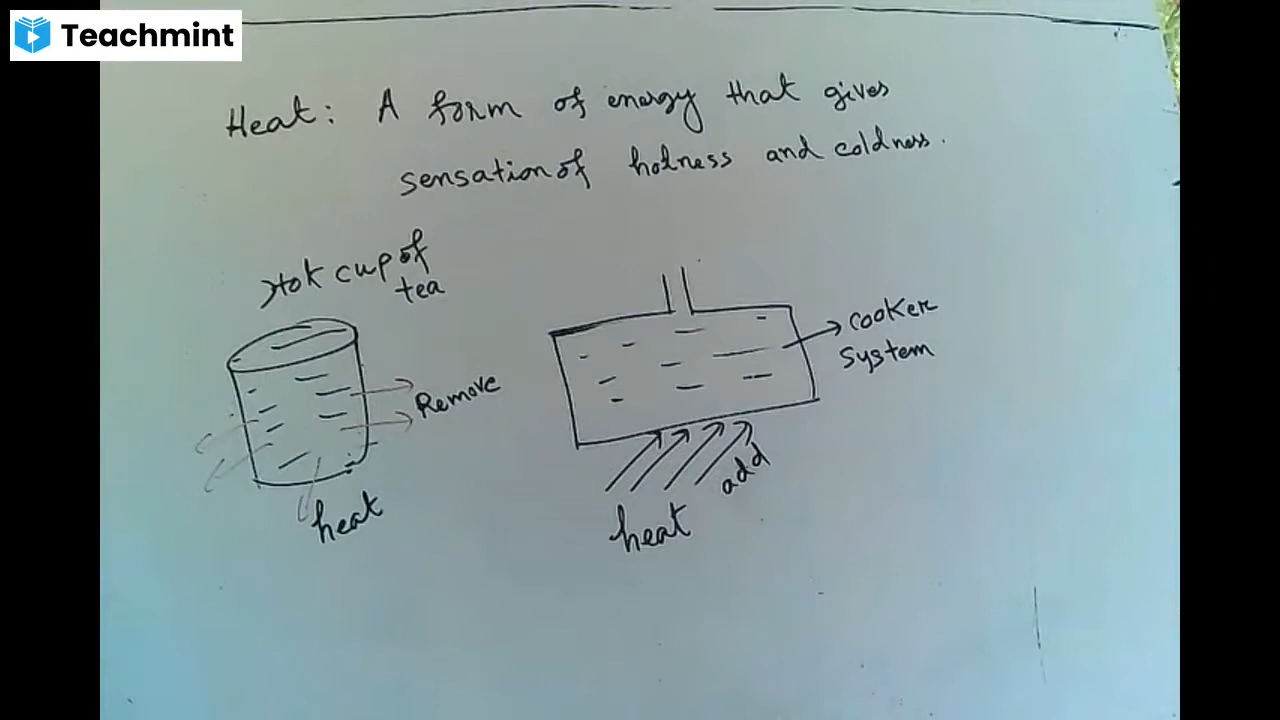 Teachmint
Heat: A form of energy that gives
sensation of hotness and coldness.
Hot cup of
tea
Remove
heat
cooker
system
add
heat